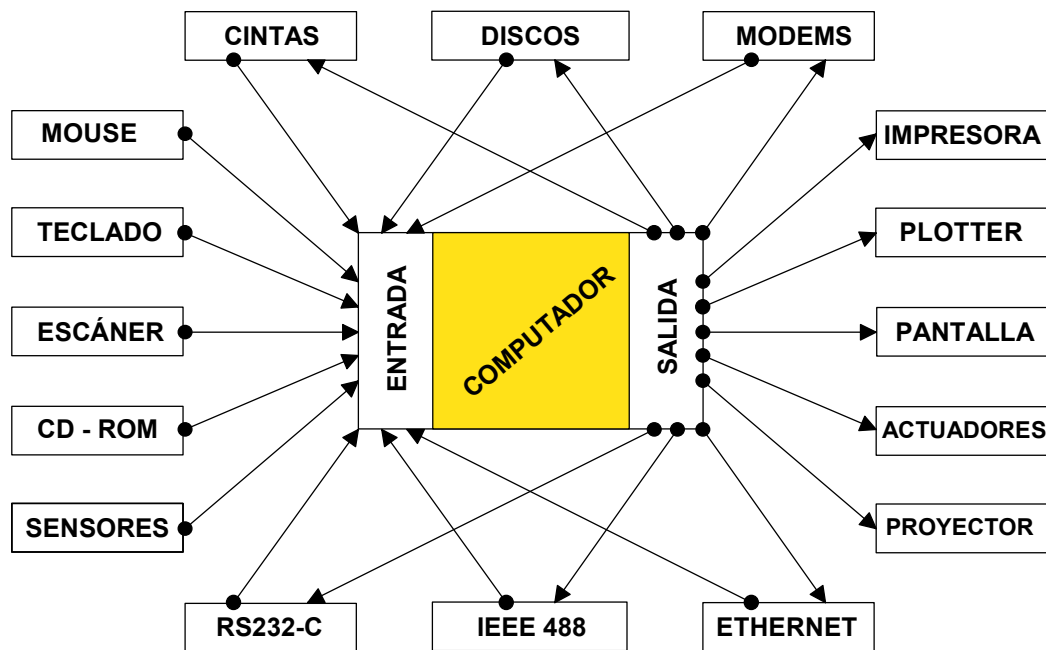 CINTAS
DISCOS
MODEMS
MOUSE
IMPRESORA
TECLADO
PLOTTER
ESCÁNER
ENTRADA
COMPUTADOR
SALIDA
PANTALLA
CD - ROM
ACTUADORES
SENSORES
PROYECTOR
RS232-C
IEEE 488
ETHERNET